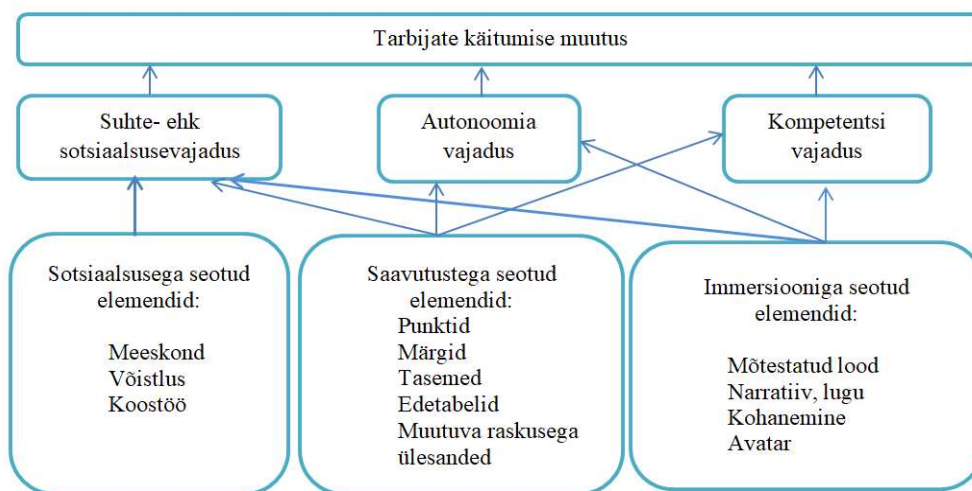 Tarbijate käitumise muutus
Suhte- ehk
sotsiaalsusevajadus
Autonoomia
vajadus
Kompetentsi
vajadus
Sotsiaalsusega seotud
elemendid:
Meeskond
Võistlus
Koostöö
Saavutustega seotud
elemendid:
Punktid
Märgid
Tasemed
Edetabelid
Muutuva raskusega
ülesanded
Immersiooniga seotud
elemendid:
Mõtestatud lood
Narratiiv, lugu
Kohanemine
Avatar